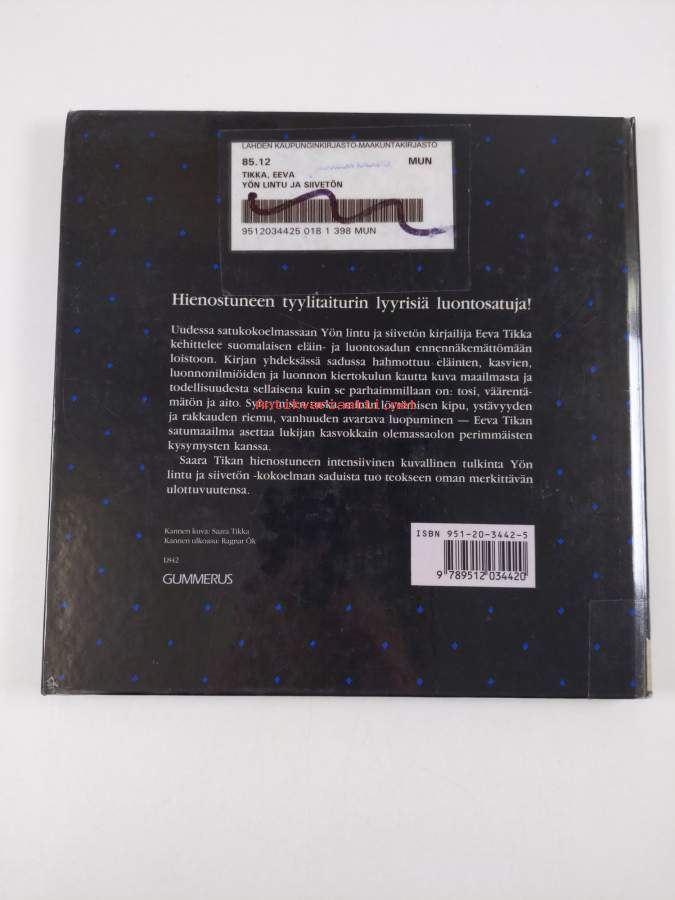 LAHDEN KAUPUNGINKIRJASTO-MAAKUNTAKIRJASTO
85.12 MUN
TIKKA, EEVA
YÖN LINTU JA SIIVETÖN
9512034425 018 1 398 MUN
Hienostuneen tyylitaiturin lyyrisiä luontosatuja!
Uudessa satukokoelmassaan Yön lintu ja siivetön kirjailija Eeva Tikka
kehittelee suomalaisen eläin- ja luontosadun ennennäkemättömään
loistoon. Kirjan yhdeksässä sadussa hahmottuu eläinten, kasvien,
luonnonilmiöiden ja luonnon kiertokulun kautta kuva maailmasta ja
todellisuudesta sellaisena kuin se parhaimmillaan on: tosi, väärentä-
mätön ja aito. löytämisen kipu, ystävyyden
ja rakkauden riemu, vanhuuden avartava luopuminen — Eeva Tikan
satumaailma asettaa lukijan kasvokkain olemassaolon perimmäisten
kysymysten kanssa.
Saara Tikan hienostuneen intensiivinen kuvallinen tulkinta Yön
lintu ja siivetön -kokoelman saduista tuo teokseen oman merkittävän
ulottuvuutensa.
Kannen kuva: Saara Tikka
Kannen ulkoasu: Ragnar Ök
L842
GUMMERUS
ISBN 951-20-3442-5
9 789512 034420